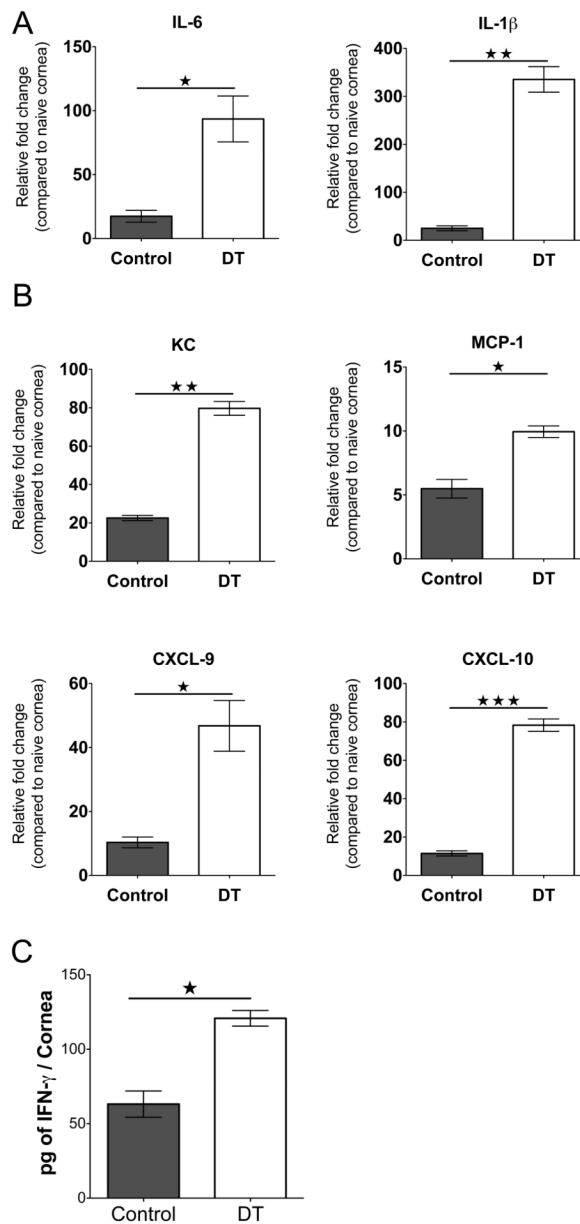 A
IL-6
Relative fold change
(compared to naive cornea)
150
100
50
0
★
Control DT
IL-1β
Relative fold change
(compared to naive cornea)
400
300
200
100
0
★★
Control DT
B
KC
Relative fold change
(compared to naive cornea)
100
80
60
40
20
0
★★
Control DT
MCP-1
Relative fold change
(compared to naive cornea)
15
10
5
0
★
Control DT
CXCL-9
Relative fold change
(compared to naive cornea)
60
40
20
0
★
Control DT
CXCL-10
Relative fold change
(compared to naive cornea)
100
80
60
40
20
0
★★★
Control DT
C
pg of IFN-γ / Cornea
150
100
50
0
★
Control DT